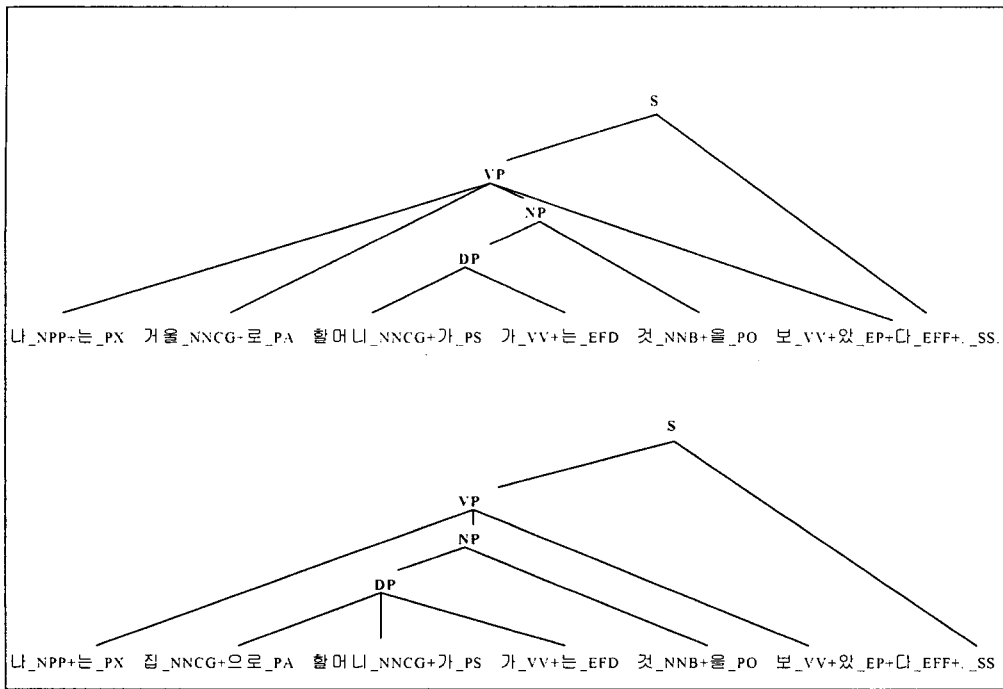 S
VP
NP
DP
나_NPP+는_PX 거울_NNCG+로_PA 할머니_NNCG+가_PS 가_VV+는_EFD 것_NNB+을_PO 보_VV+았_EP+다_EFF+._SS.
S
VP
NP
DP
나_NPP+는_PX 집_NNCG+으로_PA 할머니_NNCG+가_PS 가_VV+는_EFD 것_NNB+을_PO 보_VV+았_EP+다_EFF+._SS